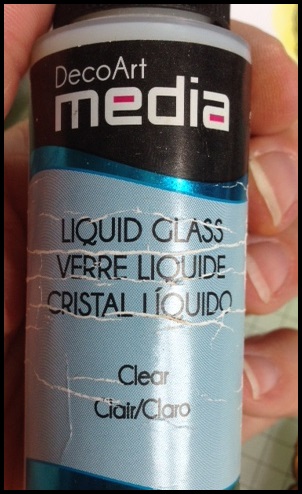 DecoArt
media
LIQUID GLASS
VERRE LIQUIDE
CRISTAL LÍQUIDO
Clear
Clair/Claro